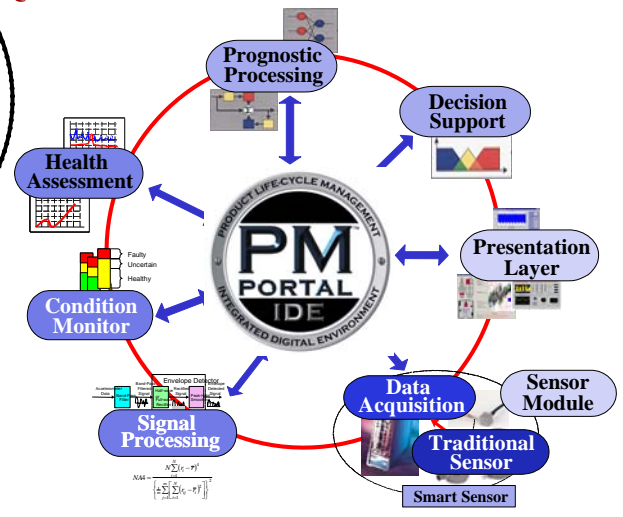 Prognostic
Processing
Decision
Support
Health
Assessment
PRODUCT LIFE-CYCLE MANAGEMENT
PM
PORTAL
IDE
INTEGRATED DIGITAL ENVIRONMENT
Presentation
Layer
Faulty
Uncertain
Healthy
Condition
Monitor
Envelope Detector
Signal
Processing
Data
Acquisition
Sensor
Module
Traditional
Sensor
Smart Sensor